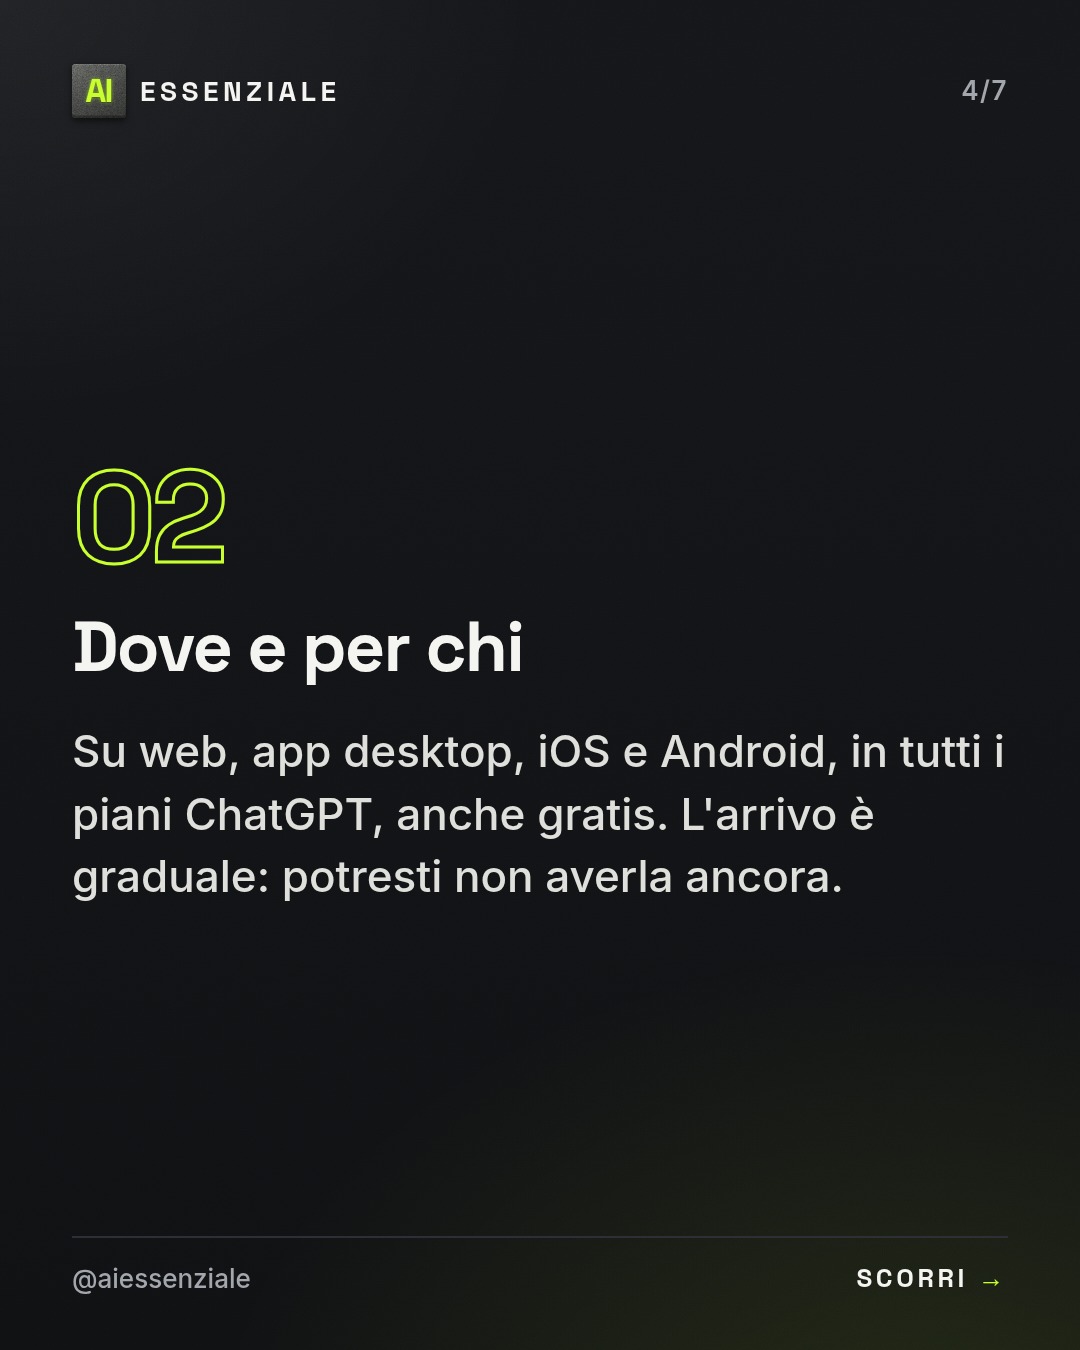 AI ESSENZIALE
4/7
02
Dove e per chi
Su web, app desktop, iOS e Android, in tutti i
piani ChatGPT, anche gratis. L'arrivo è
graduale: potresti non averla ancora.
@aiessenziale
SCORRI →